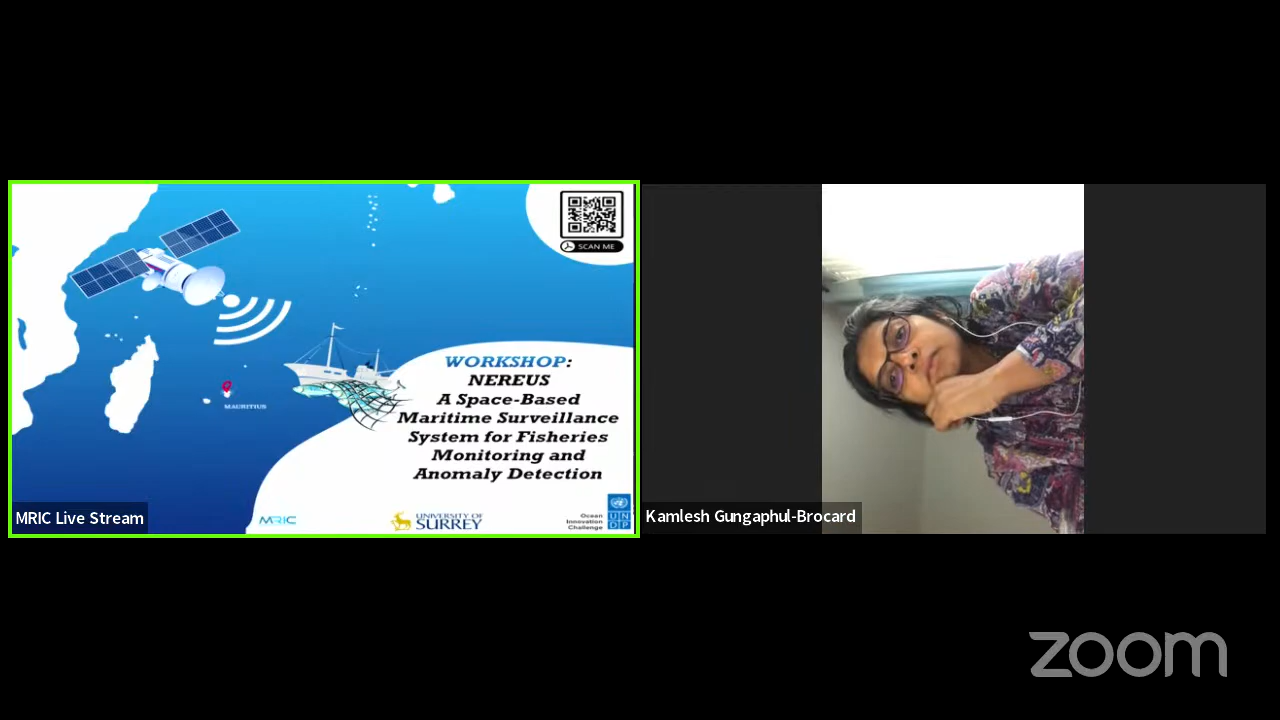 SCAN ME
MAURITIUS
WORKSHOP:
NEREUS
A Space-Based
Maritime Surveillance
System for Fisheries
Monitoring and
Anomaly Detection
MRIC
UNIVERSITY OF
SURREY
Ocean
Innovation
Challenge
U N
D P
MRIC Live Stream
Kamlesh Gungaphul-Brocard
zoom